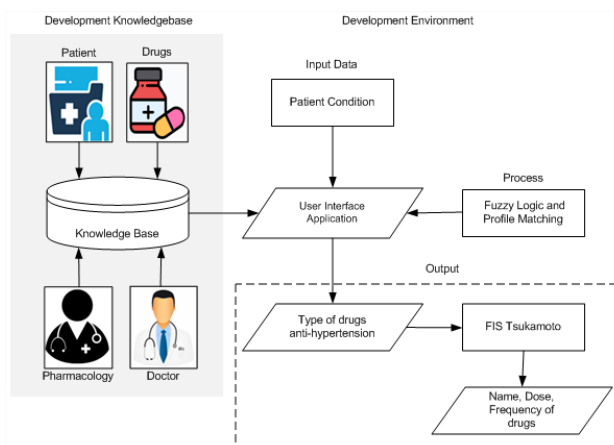 Development Knowledgebase
Development Environment
Patient
Drugs
Knowledge Base
Pharmacology
Doctor
Input Data
Patient Condition
User Interface
Application
Process
Fuzzy Logic and
Profile Matching
Output
Type of drugs
anti-hypertension
FIS Tsukamoto
Name, Dose,
Frequency of
drugs